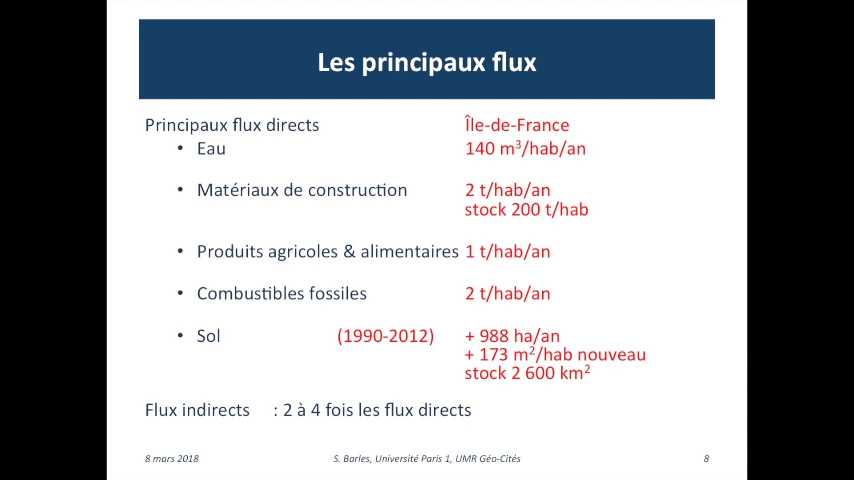 Les principaux flux
Principaux flux directs Île-de-France
• Eau 140 m³/hab/an
• Matériaux de construction 2 t/hab/an
stock 200 t/hab
• Produits agricoles & alimentaires 1 t/hab/an
• Combustibles fossiles 2 t/hab/an
• Sol (1990-2012) + 988 ha/an
+ 173 m²/hab nouveau
stock 2 600 km²
Flux indirects : 2 à 4 fois les flux directs
8 mars 2018 S. Barles, Université Paris 1, UMR Géo-Cités 8